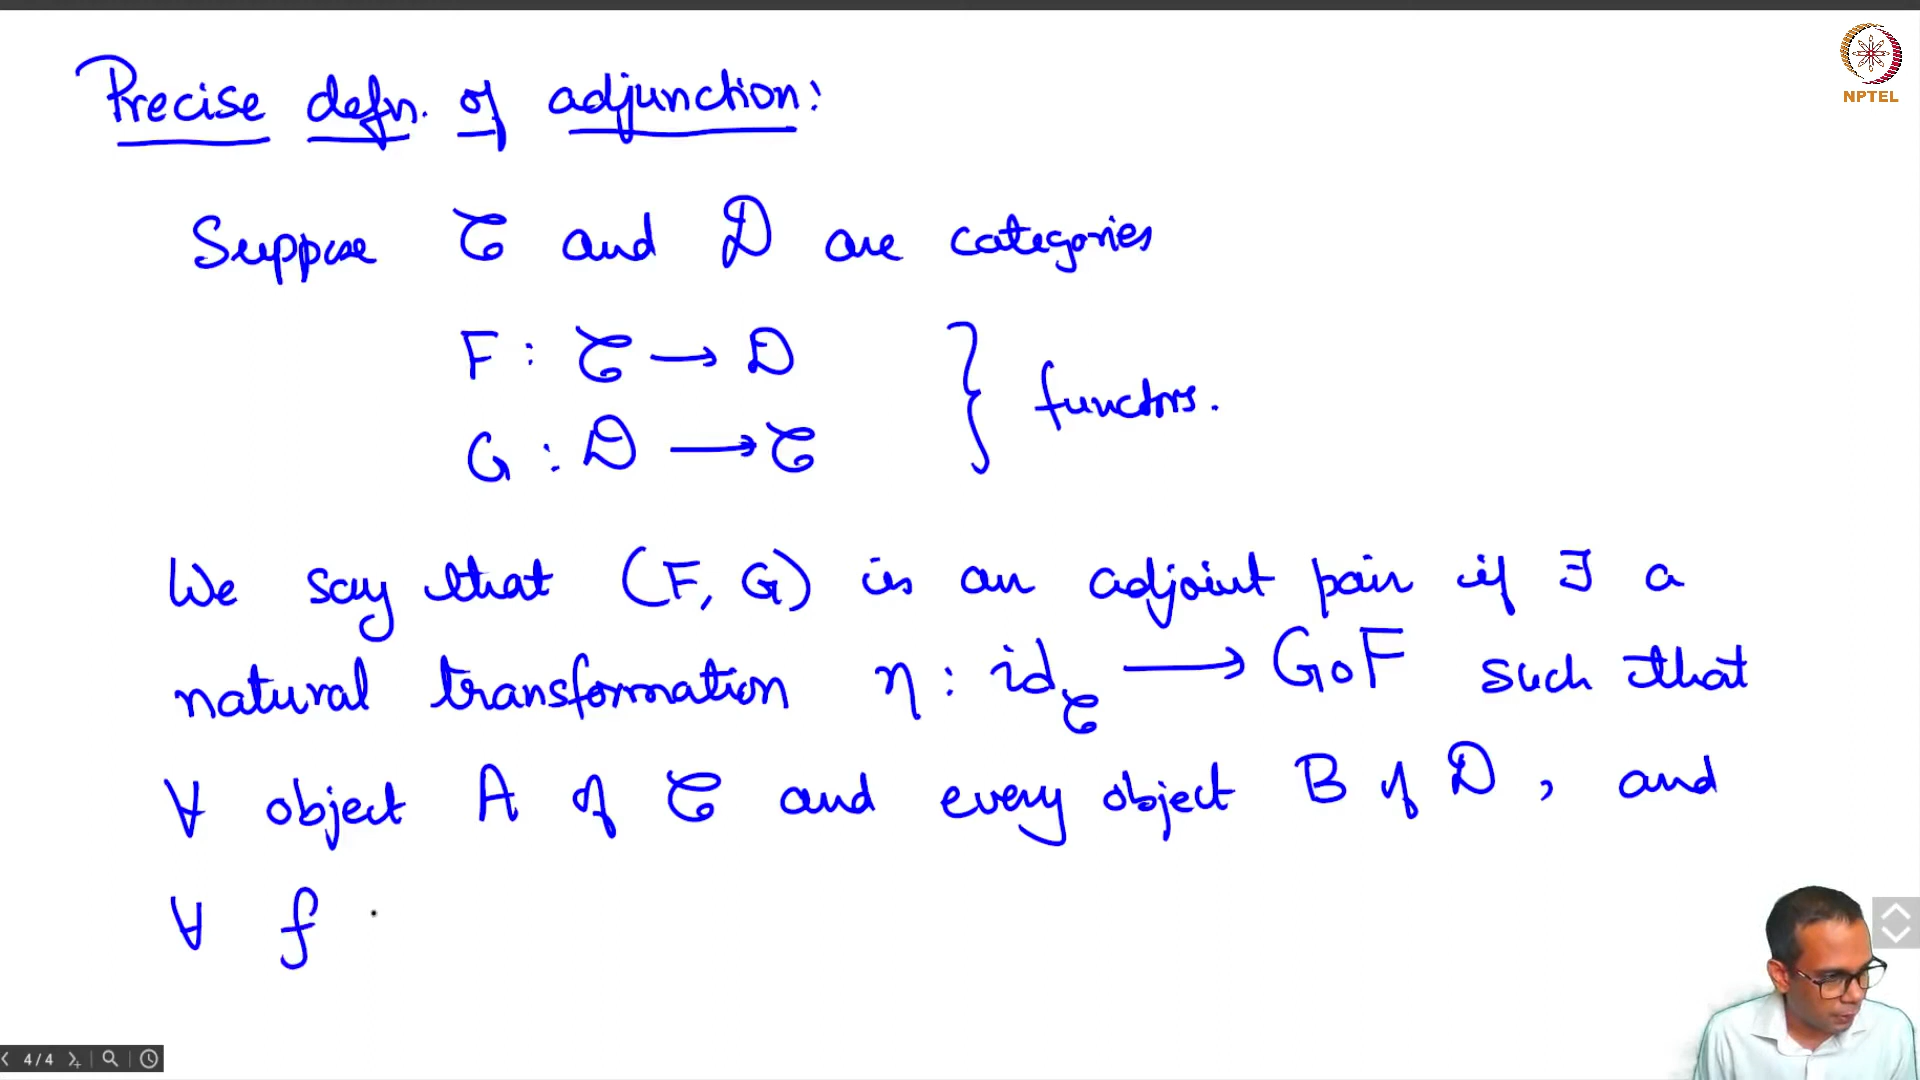 Precise defn. of adjunction:
NPTEL
Suppose 𝒞 and 𝒟 are categories
F : 𝒞 → 𝒟
G : 𝒟 → 𝒞
} functors.
We say that (F, G) is an adjoint pair if ∃ a
natural transformation η : id_𝒞 → G∘F such that
∀ object A of 𝒞 and every object B of 𝒟, and
∀ f
4/4